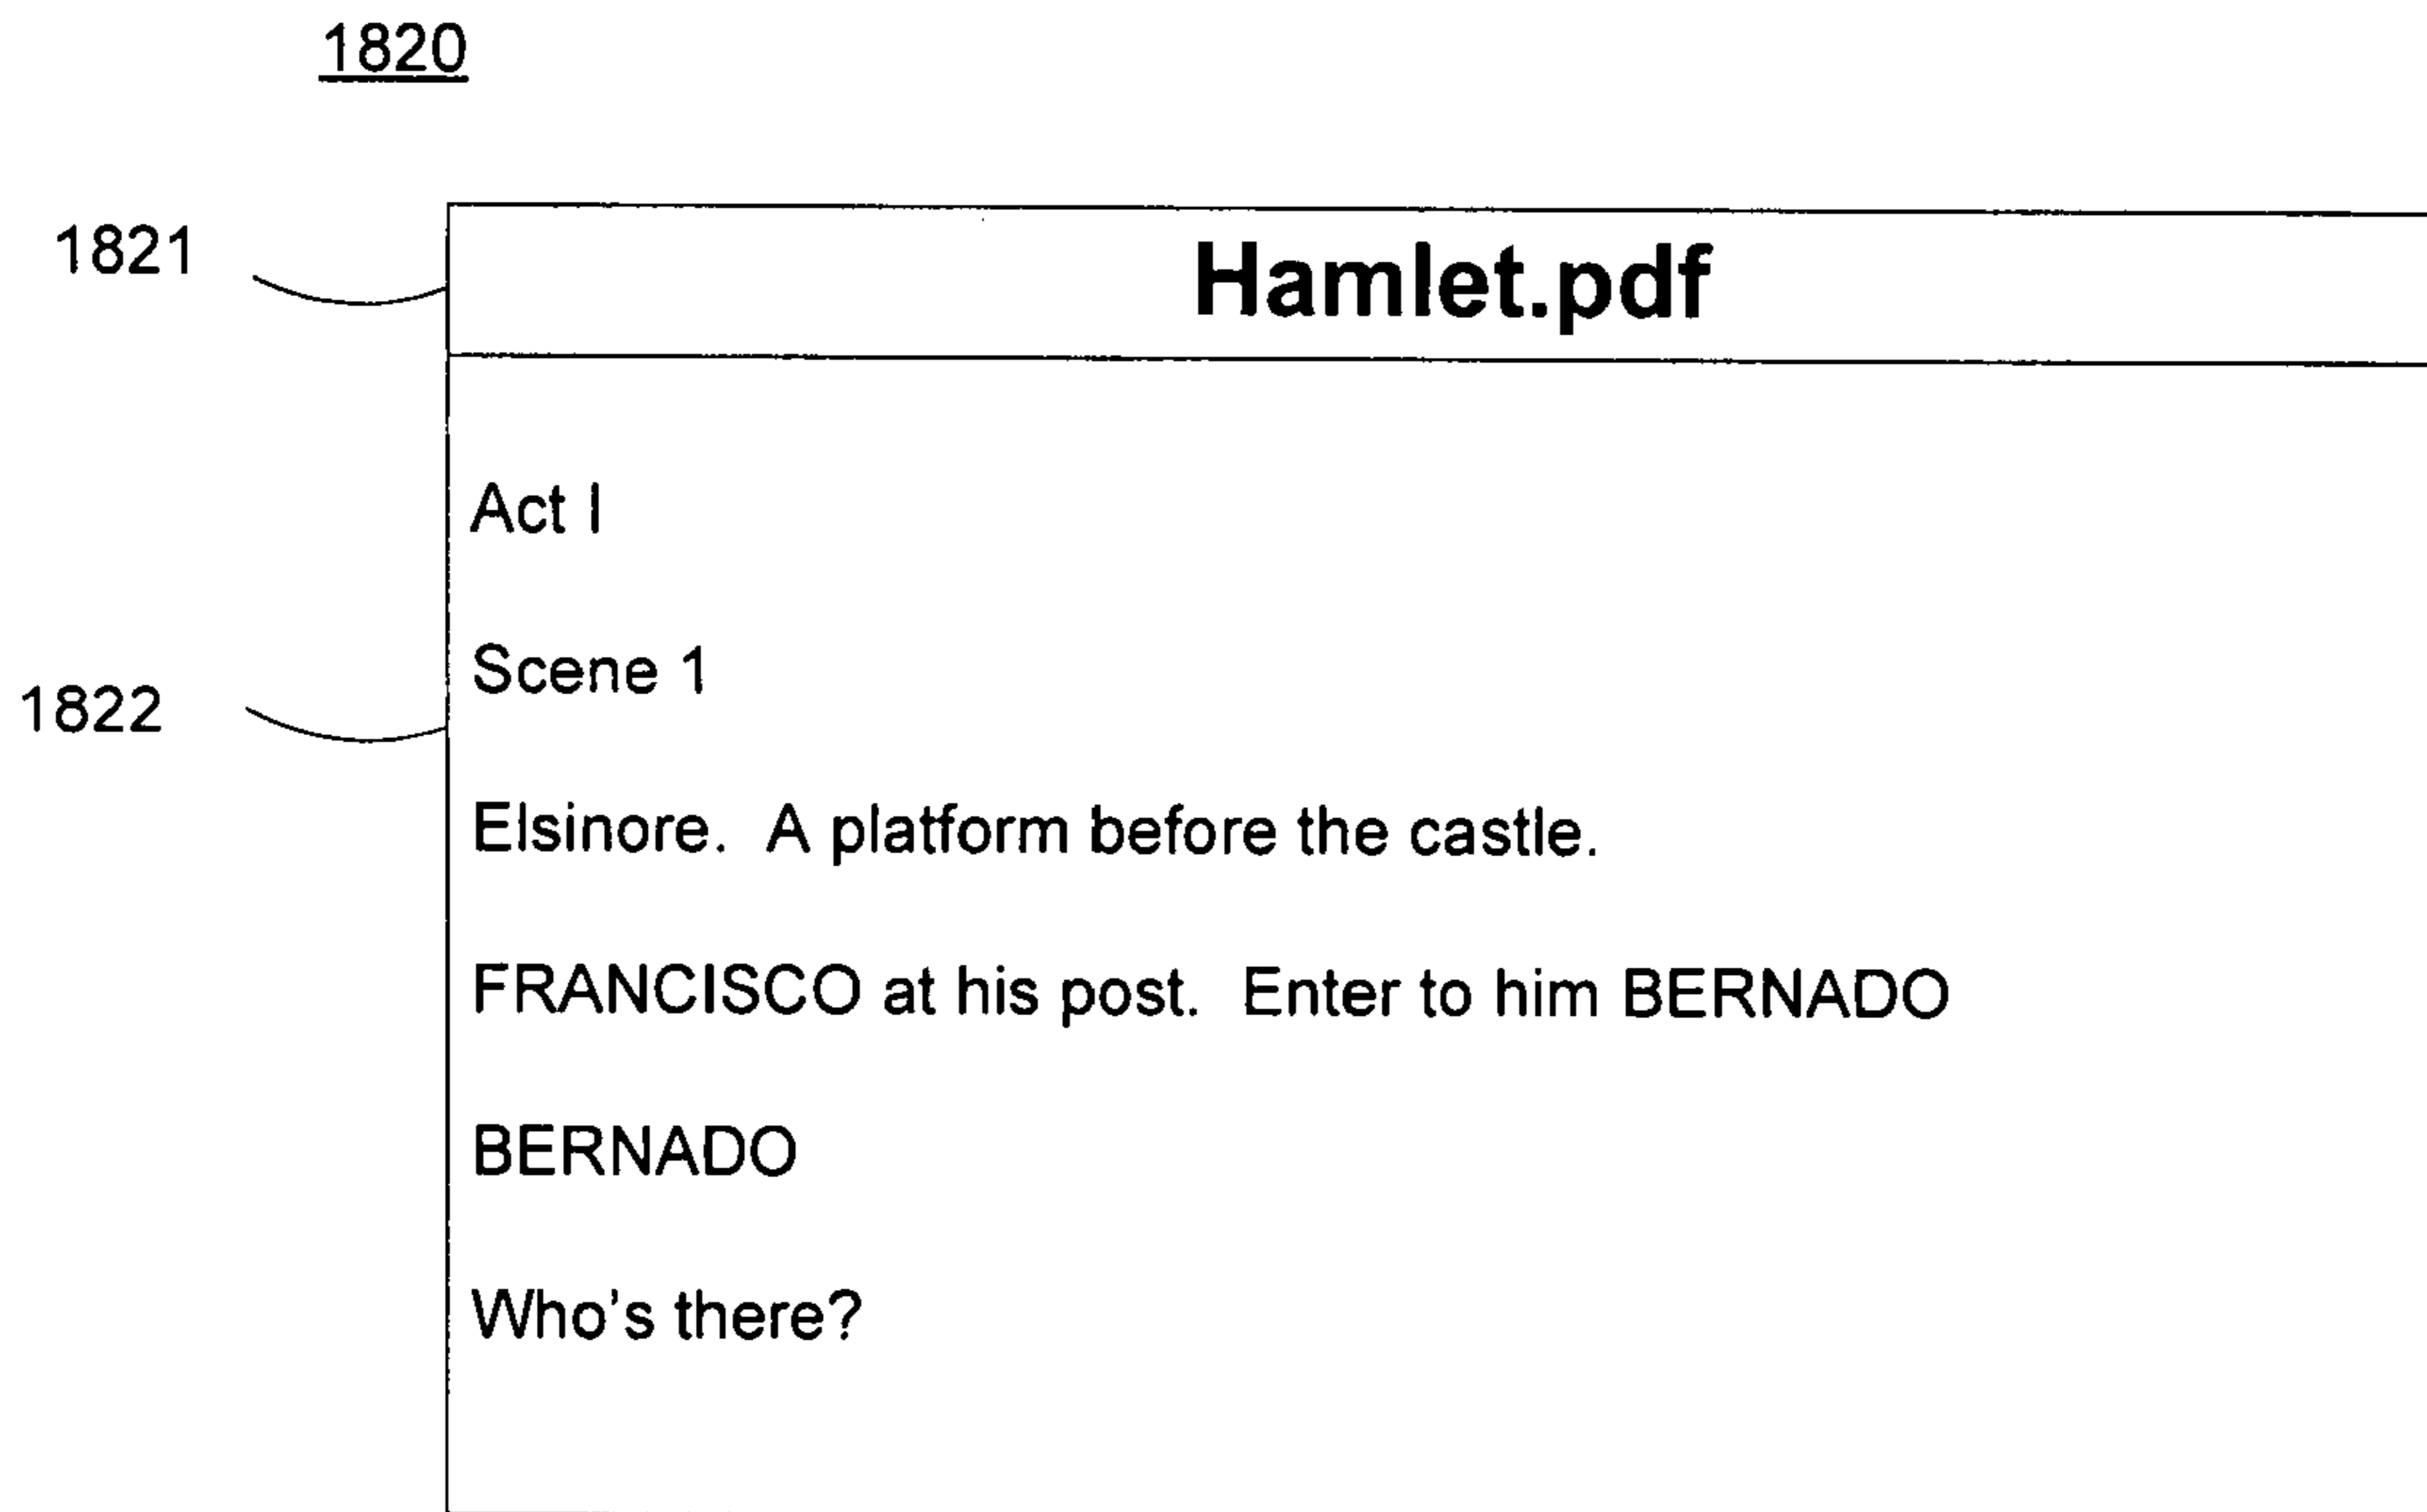 1820
1821
Hamlet.pdf
Act I
Scene 1
1822
Elsinore.  A platform before the castle.
FRANCISCO at his post.  Enter to him BERNADO
BERNADO
Who's there?